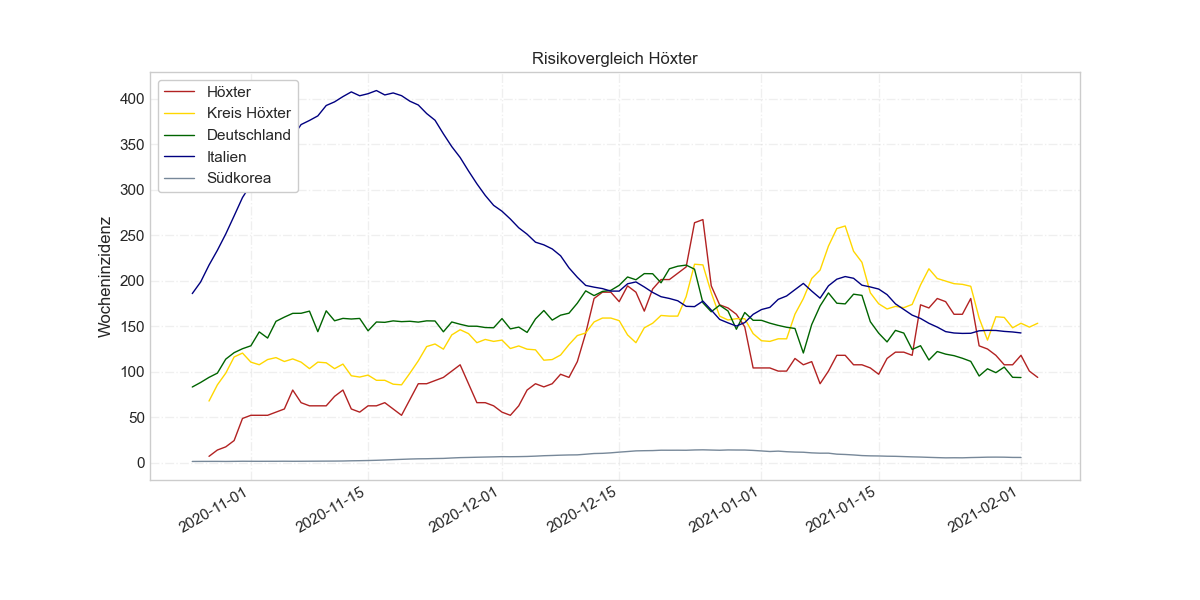 Risikovergleich Höxter
Höxter
Kreis Höxter
Deutschland
Italien
Südkorea
Wocheninzidenz
400
350
300
250
200
150
100
50
0
2020-11-01
2020-11-15
2020-12-01
2020-12-15
2021-01-01
2021-01-15
2021-02-01